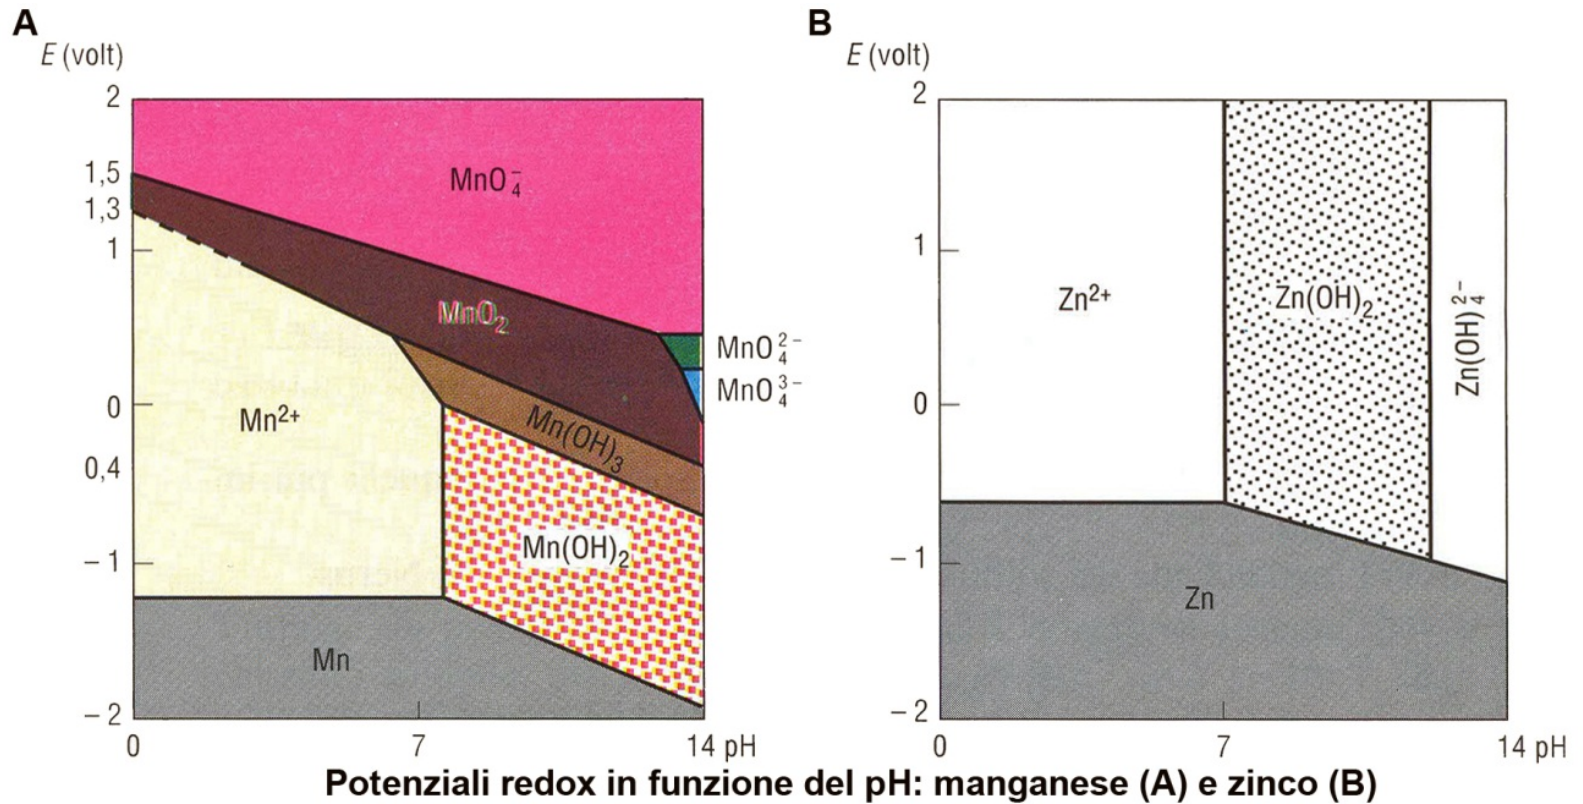 A
E (volt)
2
1,5
1,3
1
0
0,4
– 1
– 2
0
7
14 pH
MnO₄⁻
MnO₂
MnO₄²⁻
MnO₄³⁻
Mn²⁺
Mn(OH)₃
Mn(OH)₂
Mn
B
E (volt)
2
1
0
– 1
– 2
0
7
14 pH
Zn²⁺
Zn(OH)₂
Zn(OH)₄²⁻
Zn
Potenziali redox in funzione del pH: manganese (A) e zinco (B)